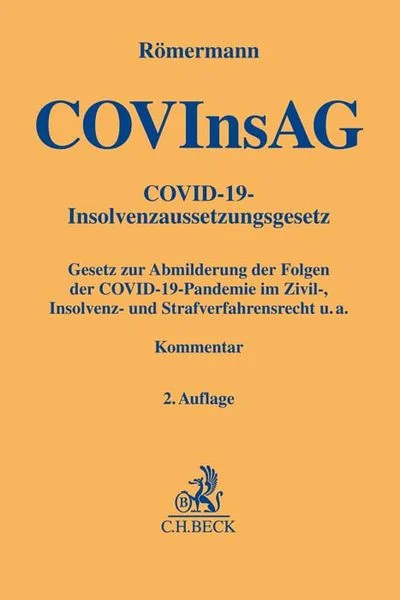 Römermann
COVInsAG
COVID-19-
Insolvenzaussetzungsgesetz
Gesetz zur Abmilderung der Folgen
der COVID-19-Pandemie im Zivil-,
Insolvenz- und Strafverfahrensrecht u. a.
Kommentar
2. Auflage
B
C.H.BECK